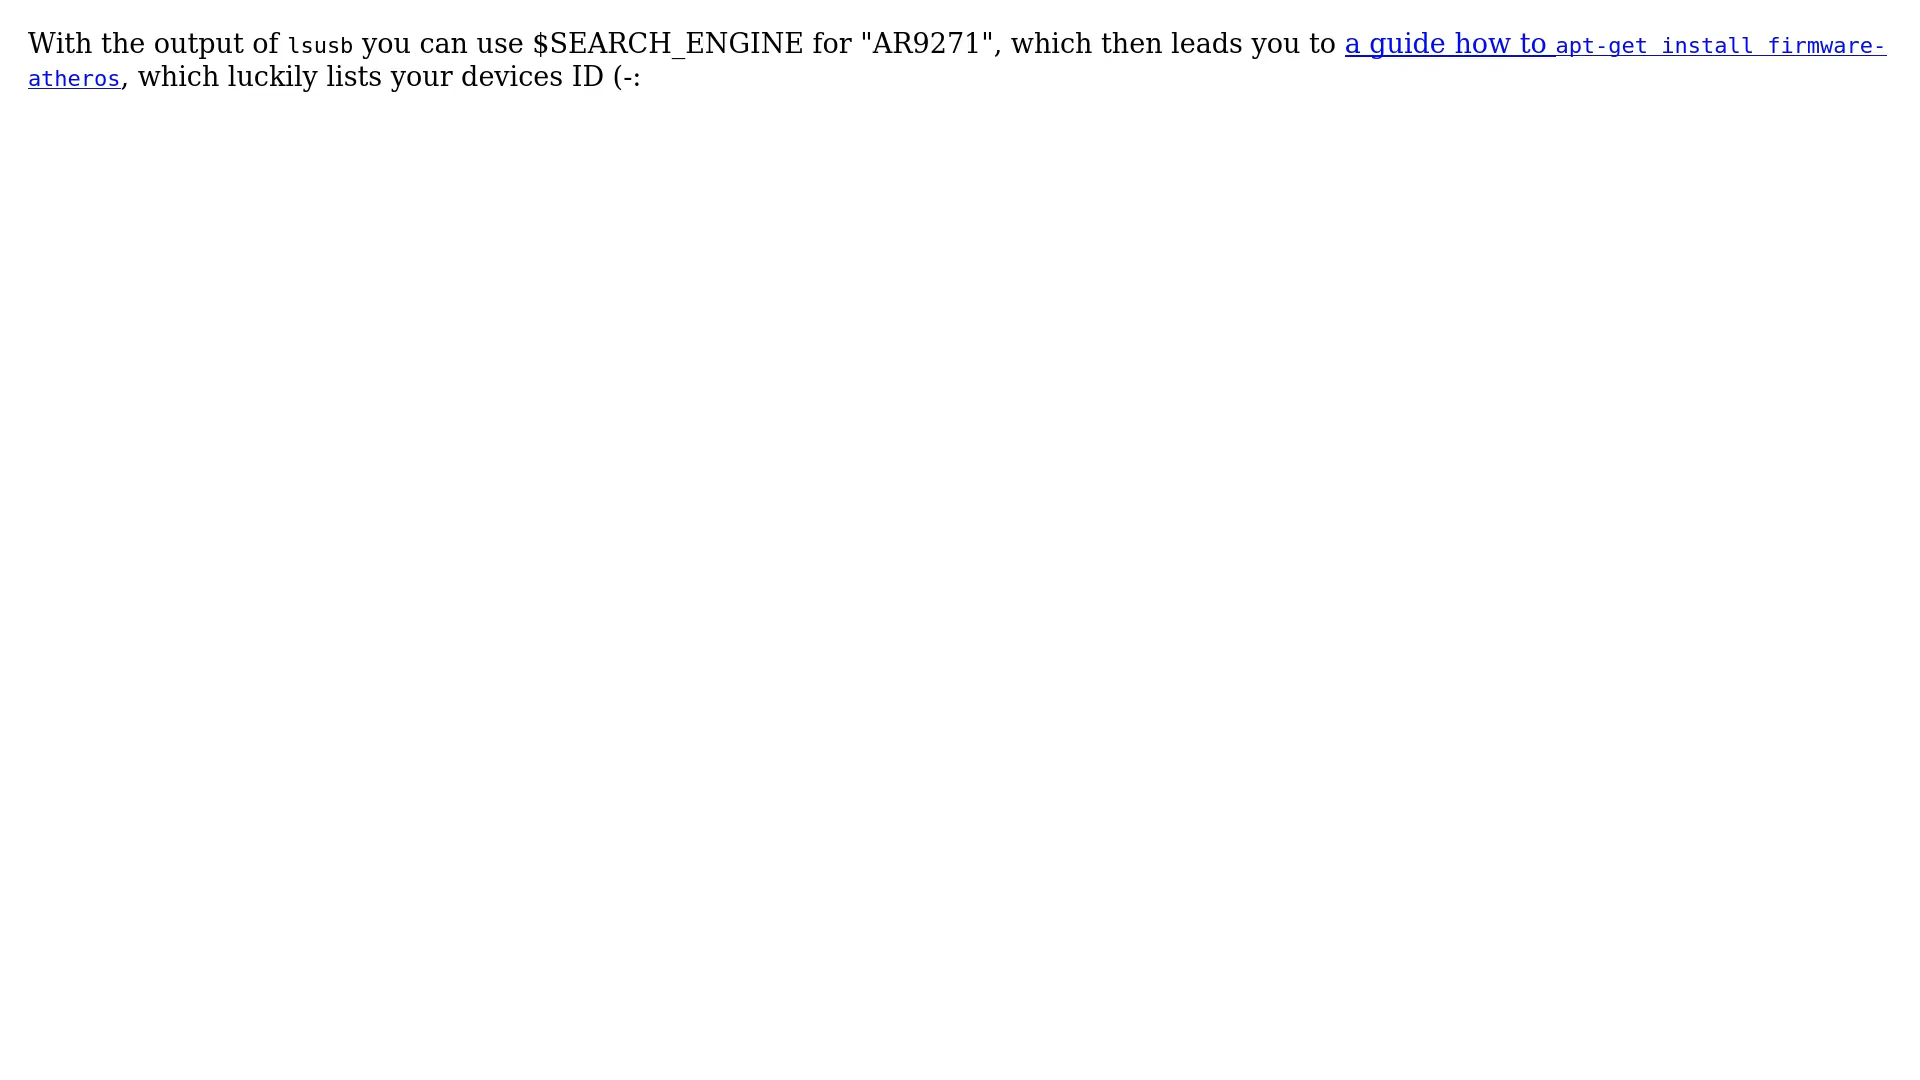 With the output of lsusb you can use $SEARCH_ENGINE for "AR9271", which then leads you to a guide how to apt-get install firmware-
atheros, which luckily lists your devices ID (-: